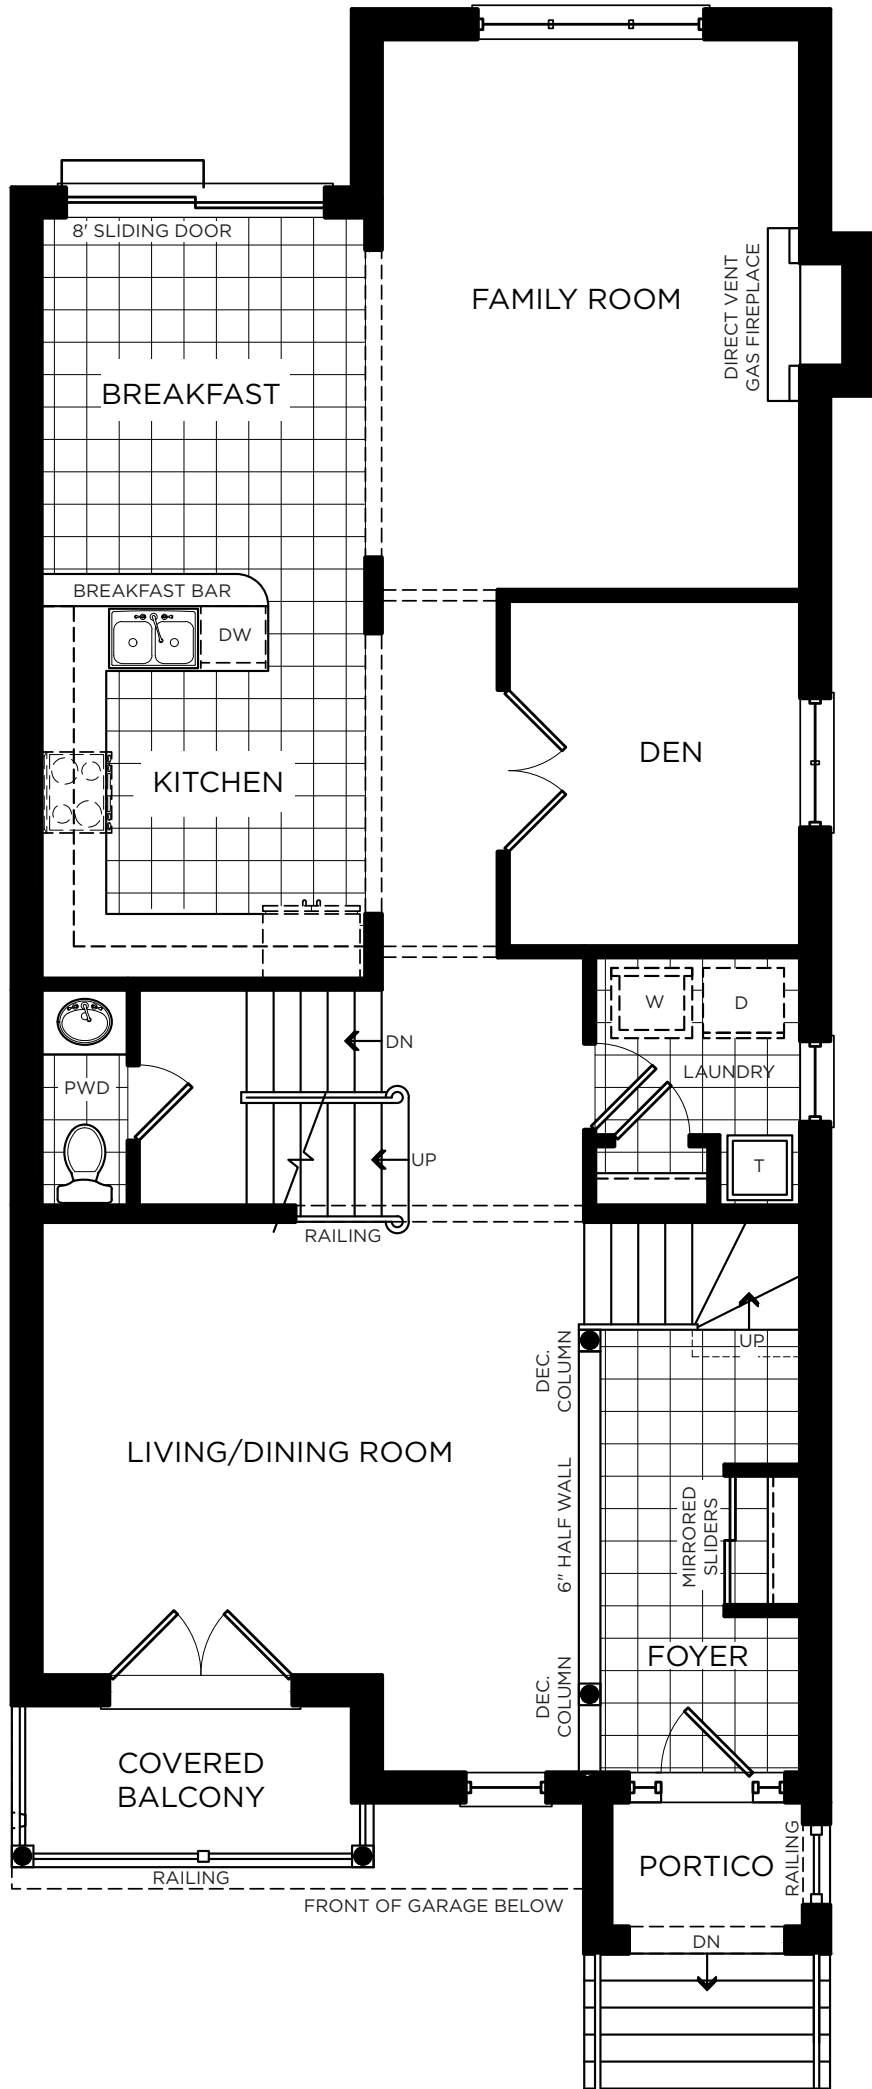 8' SLIDING DOOR
FAMILY ROOM
DIRECT VENT
GAS FIREPLACE
BREAKFAST
BREAKFAST BAR
DW
KITCHEN
DEN
W
D
LAUNDRY
T
DN
PWD
UP
RAILING
UP
DEC.
COLUMN
LIVING/DINING ROOM
6" HALF WALL
MIRRORED
SLIDERS
FOYER
DEC.
COLUMN
COVERED
BALCONY
RAILING
PORTICO
RAILING
FRONT OF GARAGE BELOW
DN